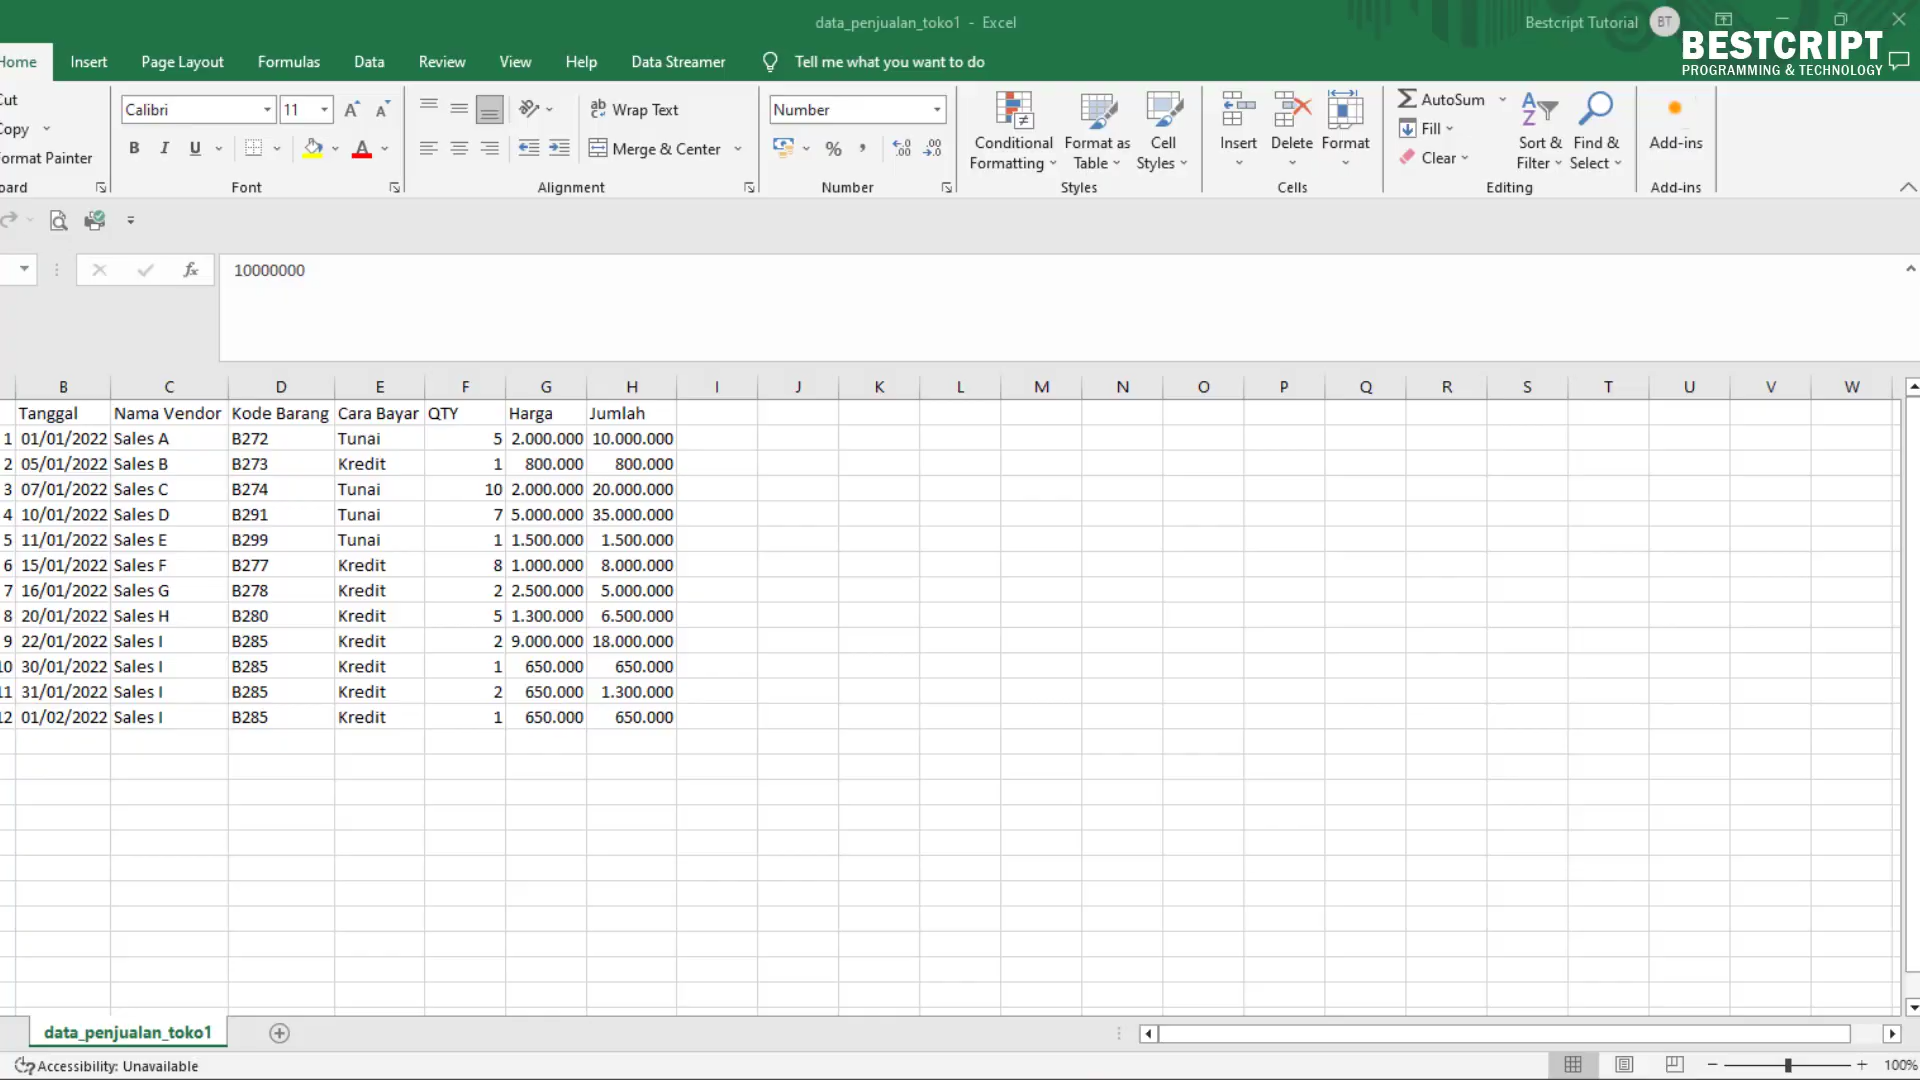 data_penjualan_toko1 - Excel
Bestcript Tutorial BT
BESTCRIPT
PROGRAMMING & TECHNOLOGY
Home Insert Page Layout Formulas Data Review View Help Data Streamer Tell me what you want to do
Cut
Copy
Format Painter
Calibri 11
B I U
Font
Wrap Text
Merge & Center
Alignment
Number
%
Number
Conditional Formatting
Format as Table
Cell Styles
Styles
Insert
Delete
Format
Cells
AutoSum
Fill
Clear
Sort & Filter
Find & Select
Editing
Add-ins
Add-ins
fx 10000000
B C D E F G H I J K L M N O P Q R S T U V W
Tanggal Nama Vendor Kode Barang Cara Bayar QTY Harga Jumlah
1 01/01/2022 Sales A B272 Tunai 5 2.000.000 10.000.000
2 05/01/2022 Sales B B273 Kredit 1 800.000 800.000
3 07/01/2022 Sales C B274 Tunai 10 2.000.000 20.000.000
4 10/01/2022 Sales D B291 Tunai 7 5.000.000 35.000.000
5 11/01/2022 Sales E B299 Tunai 1 1.500.000 1.500.000
6 15/01/2022 Sales F B277 Kredit 8 1.000.000 8.000.000
7 16/01/2022 Sales G B278 Kredit 2 2.500.000 5.000.000
8 20/01/2022 Sales H B280 Kredit 5 1.300.000 6.500.000
9 22/01/2022 Sales I B285 Kredit 2 9.000.000 18.000.000
10 30/01/2022 Sales I B285 Kredit 1 650.000 650.000
11 31/01/2022 Sales I B285 Kredit 2 650.000 1.300.000
12 01/02/2022 Sales I B285 Kredit 1 650.000 650.000
data_penjualan_toko1
Accessibility: Unavailable
100%